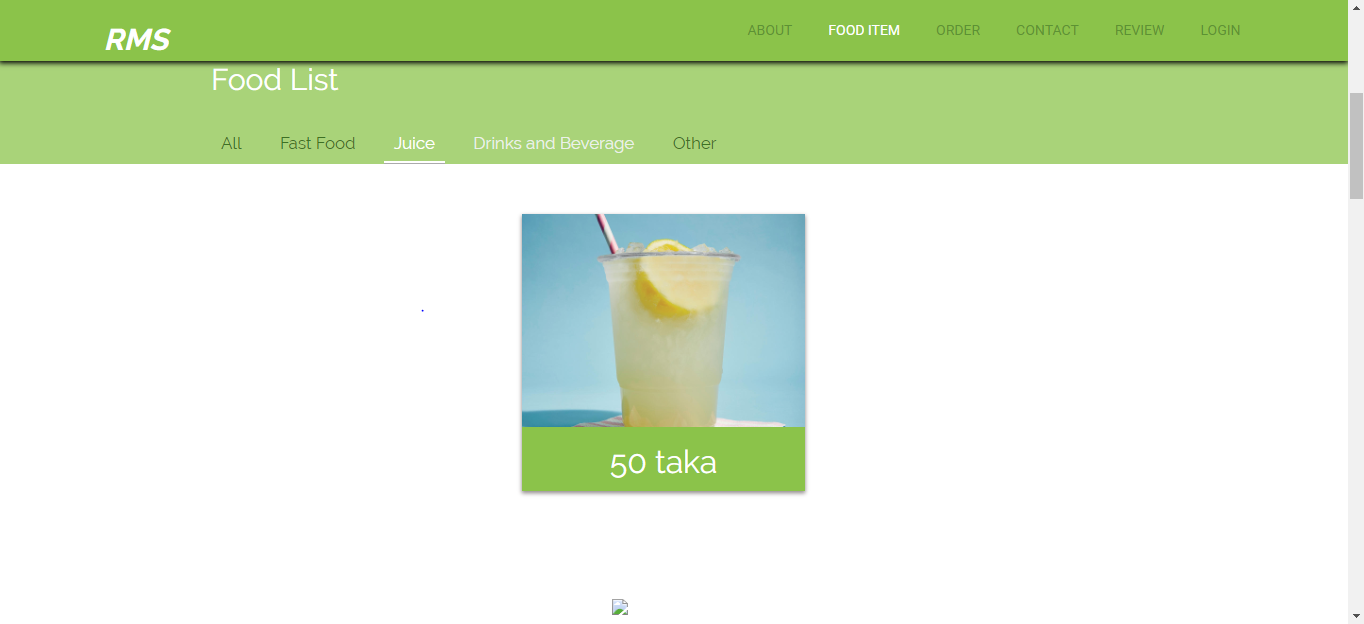 RMS
ABOUT FOOD ITEM ORDER CONTACT REVIEW LOGIN
Food List
All Fast Food Juice Drinks and Beverage Other
50 taka